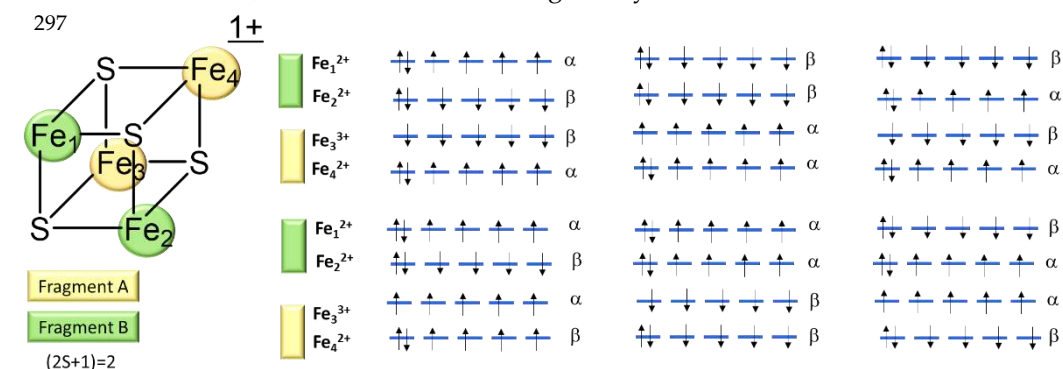 297
1+
S
Fe4
Fe1
S
Fe3
S
S
Fe2
Fragment A
Fragment B
(2S+1)=2
Fe₁²⁺ α β β
Fe₂²⁺ β β α
Fe₃³⁺ β α β
Fe₄²⁺ α α α
Fe₁²⁺ α α β
Fe₂²⁺ β α α
Fe₃³⁺ α β α
Fe₄²⁺ β β β